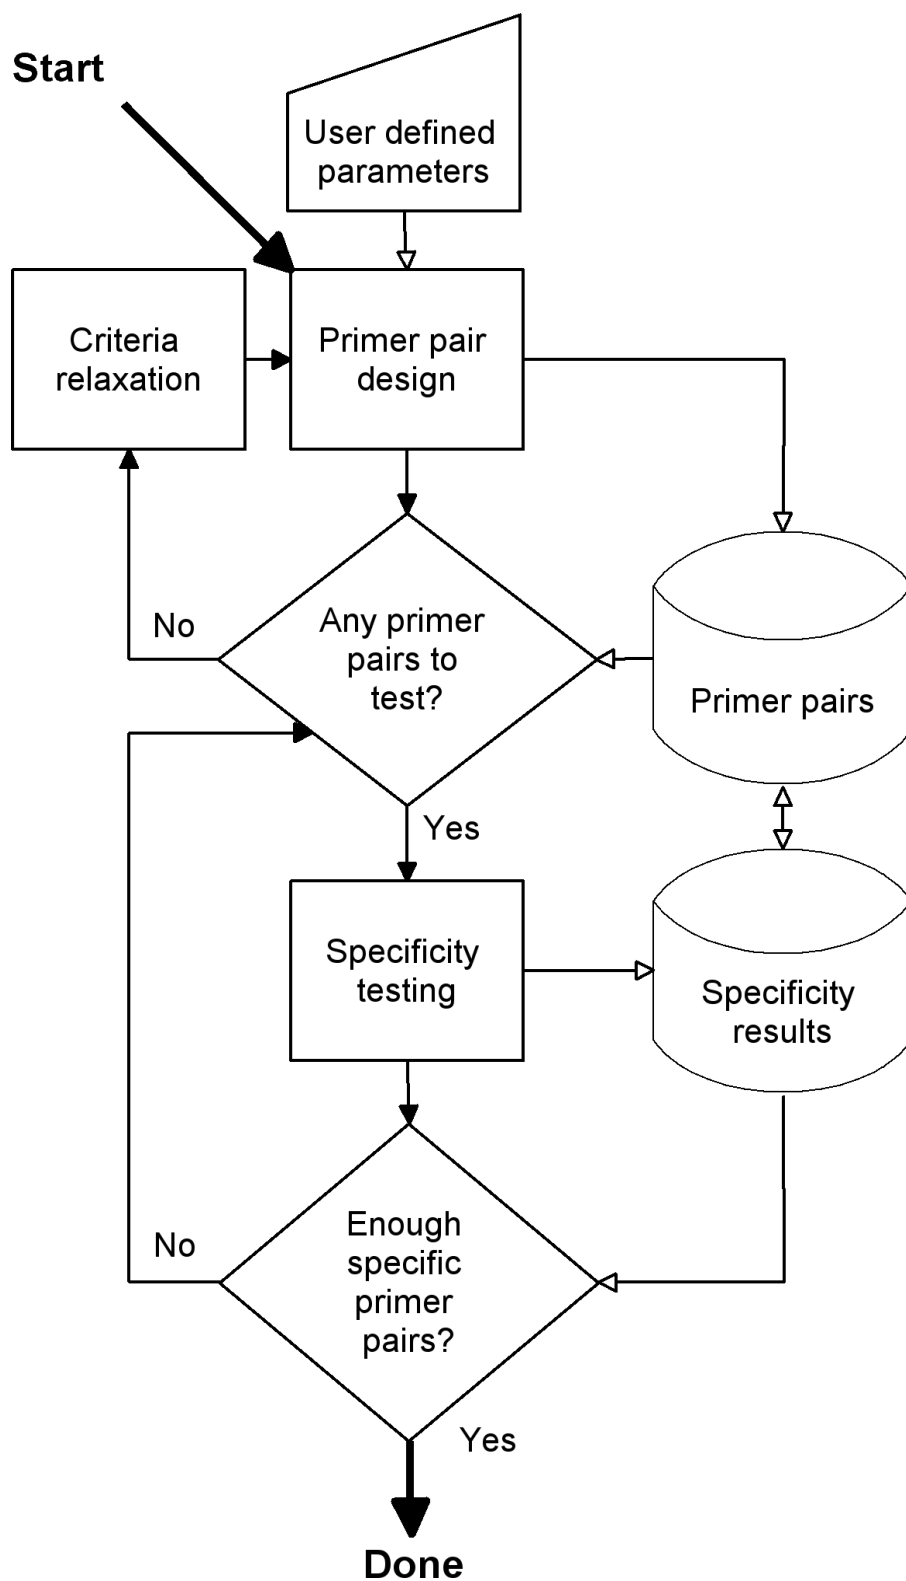 Start
User defined
parameters
Criteria
relaxation
Primer pair
design
No
Any primer
pairs to
test?
Primer pairs
Yes
Specificity
testing
Specificity
results
No
Enough
specific
primer
pairs?
Yes
Done